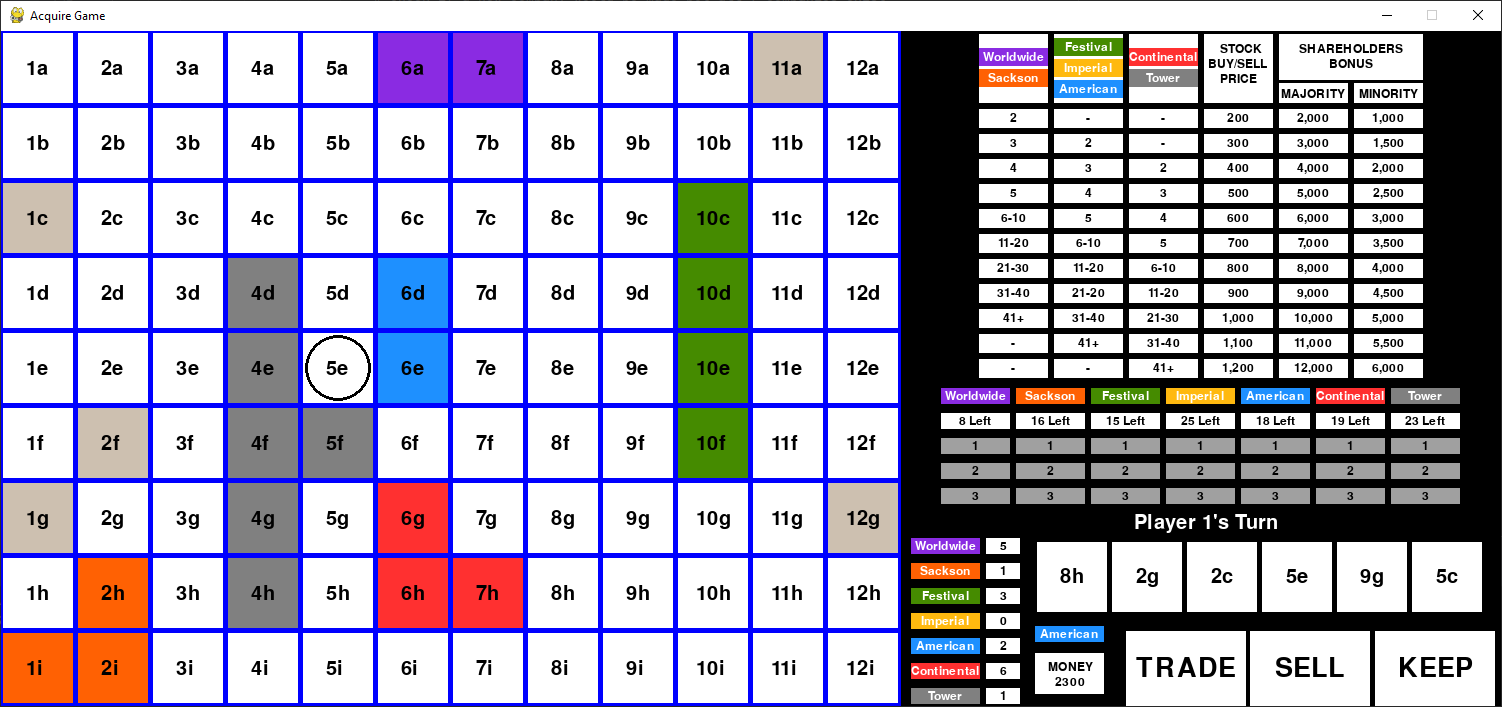 Acquire Game
1a 2a 3a 4a 5a 6a 7a 8a 9a 10a 11a 12a
1b 2b 3b 4b 5b 6b 7b 8b 9b 10b 11b 12b
1c 2c 3c 4c 5c 6c 7c 8c 9c 10c 11c 12c
1d 2d 3d 4d 5d 6d 7d 8d 9d 10d 11d 12d
1e 2e 3e 4e 5e 6e 7e 8e 9e 10e 11e 12e
1f 2f 3f 4f 5f 6f 7f 8f 9f 10f 11f 12f
1g 2g 3g 4g 5g 6g 7g 8g 9g 10g 11g 12g
1h 2h 3h 4h 5h 6h 7h 8h 9h 10h 11h 12h
1i 2i 3i 4i 5i 6i 7i 8i 9i 10i 11i 12i
Worldwide
Sackson
Festival
Imperial
American
Continental
Tower
STOCK
BUY/SELL
PRICE
SHAREHOLDERS
BONUS
MAJORITY MINORITY
2 - - 200 2,000 1,000
3 2 - 300 3,000 1,500
4 3 2 400 4,000 2,000
5 4 3 500 5,000 2,500
6-10 5 4 600 6,000 3,000
11-20 6-10 5 700 7,000 3,500
21-30 11-20 6-10 800 8,000 4,000
31-40 21-20 11-20 900 9,000 4,500
41+ 31-40 21-30 1,000 10,000 5,000
- 41+ 31-40 1,100 11,000 5,500
- - 41+ 1,200 12,000 6,000
Worldwide Sackson Festival Imperial American Continental Tower
8 Left 16 Left 15 Left 25 Left 18 Left 19 Left 23 Left
1 1 1 1 1 1 1
2 2 2 2 2 2 2
3 3 3 3 3 3 3
Player 1's Turn
Worldwide 5
Sackson 1
Festival 3
Imperial 0
American 2
Continental 6
Tower 1
8h 2g 2c 5e 9g 5c
American
MONEY
2300
TRADE SELL KEEP